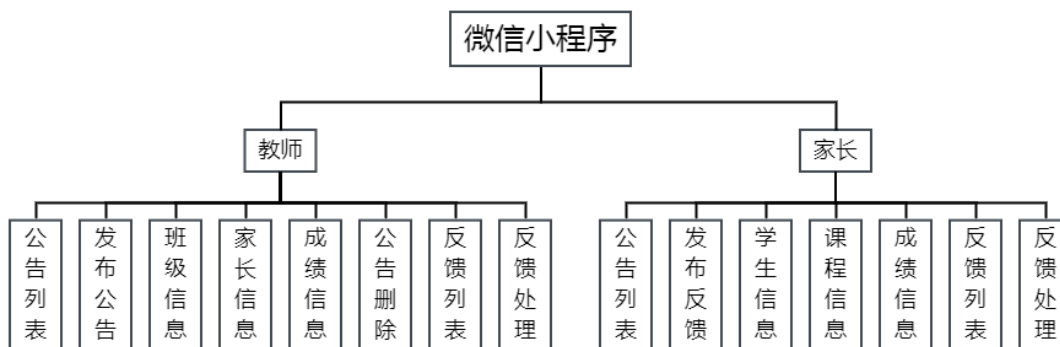 微信小程序
教师
家长
公告列表
发布公告
班级信息
家长信息
成绩信息
公告删除
反馈列表
反馈处理
公告列表
发布反馈
学生信息
课程信息
成绩信息
反馈列表
反馈处理